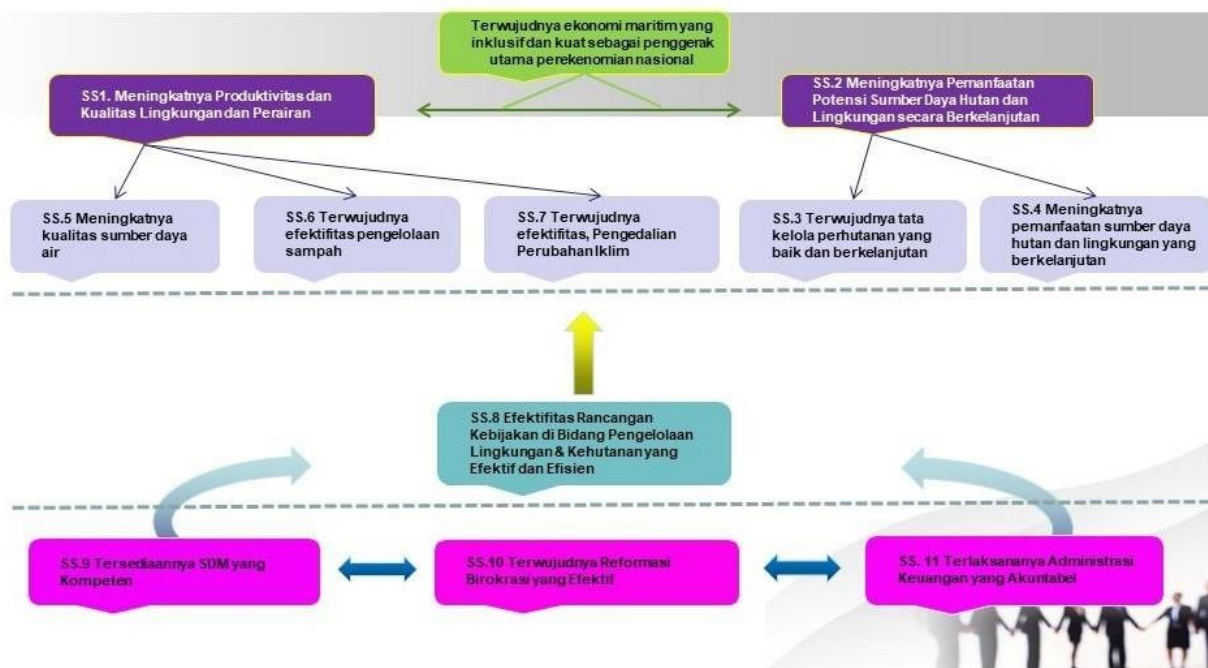 Terwujudnya ekonomi maritim yang
inklusif dan kuat sebagai penggerak
utama perekenomian nasional
SS1. Meningkatnya Produktivitas dan
Kualitas Lingkungan dan Perairan
SS.2 Meningkatnya Pemanfaatan
Potensi Sumber Daya Hutan dan
Lingkungan secara Berkelanjutan
SS.5 Meningkatnya
kualitas sumber daya
air
SS.6 Terwujudnya
efektifitas pengelolaan
sampah
SS.7 Terwujudnya
efektifitas, Pengedalian
Perubahan Iklim
SS.3 Terwujudnya tata
kelola perhutanan yang
baik dan berkelanjutan
SS.4 Meningkatnya
pemanfaatan sumber daya
hutan dan lingkungan yang
berkelanjutan
SS.8 Efektifitas Rancangan
Kebijakan di Bidang Pengelolaan
Lingkungan & Kehutanan yang
Efektif dan Efisien
SS.9 Tersediaannya SDM yang
Kompeten
SS.10 Terwujudnya Reformasi
Birokrasi yang Efektif
SS. 11 Terlaksananya Administrasi
Keuangan yang Akuntabel